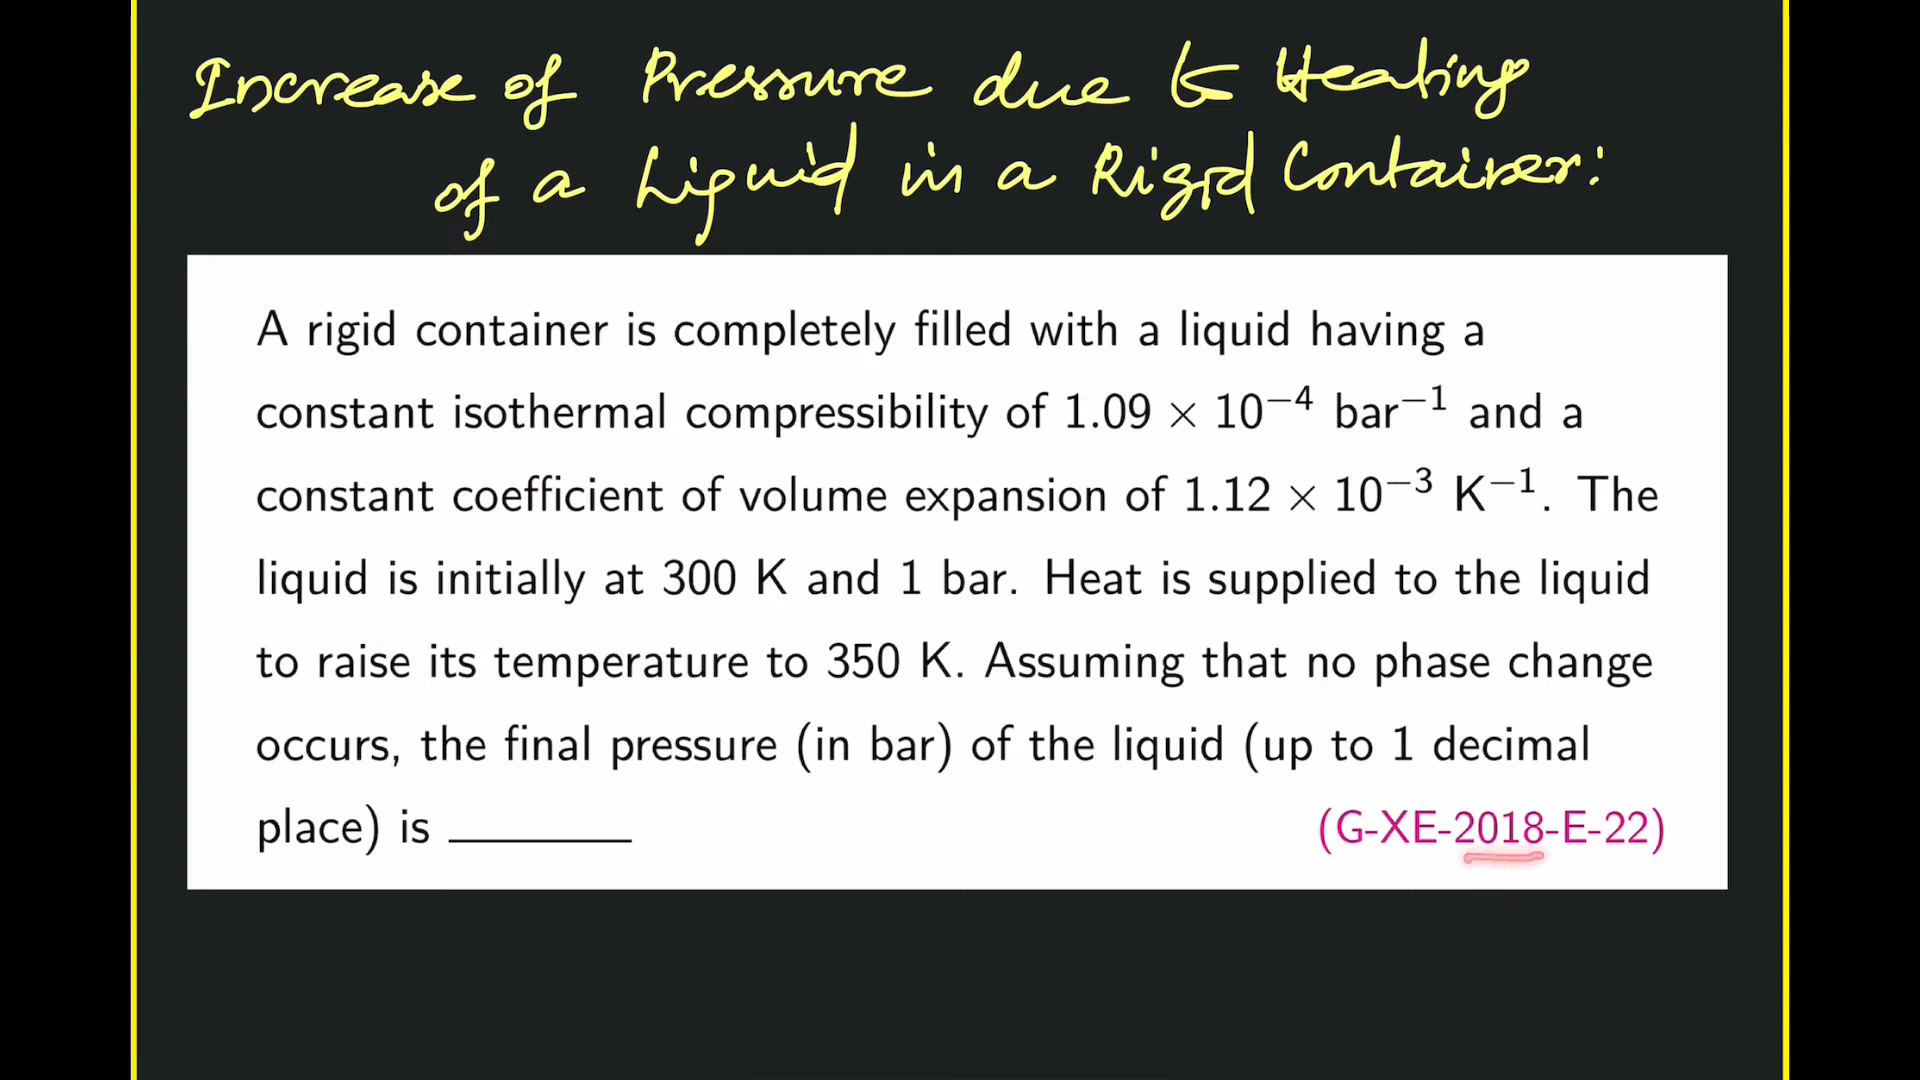 Increase of Pressure due to Heating
of a Liquid in a Rigid Container:
A rigid container is completely filled with a liquid having a
constant isothermal compressibility of 1.09 × 10⁻⁴ bar⁻¹ and a
constant coefficient of volume expansion of 1.12 × 10⁻³ K⁻¹. The
liquid is initially at 300 K and 1 bar. Heat is supplied to the liquid
to raise its temperature to 350 K. Assuming that no phase change
occurs, the final pressure (in bar) of the liquid (up to 1 decimal
place) is ________ (G-XE-2018-E-22)